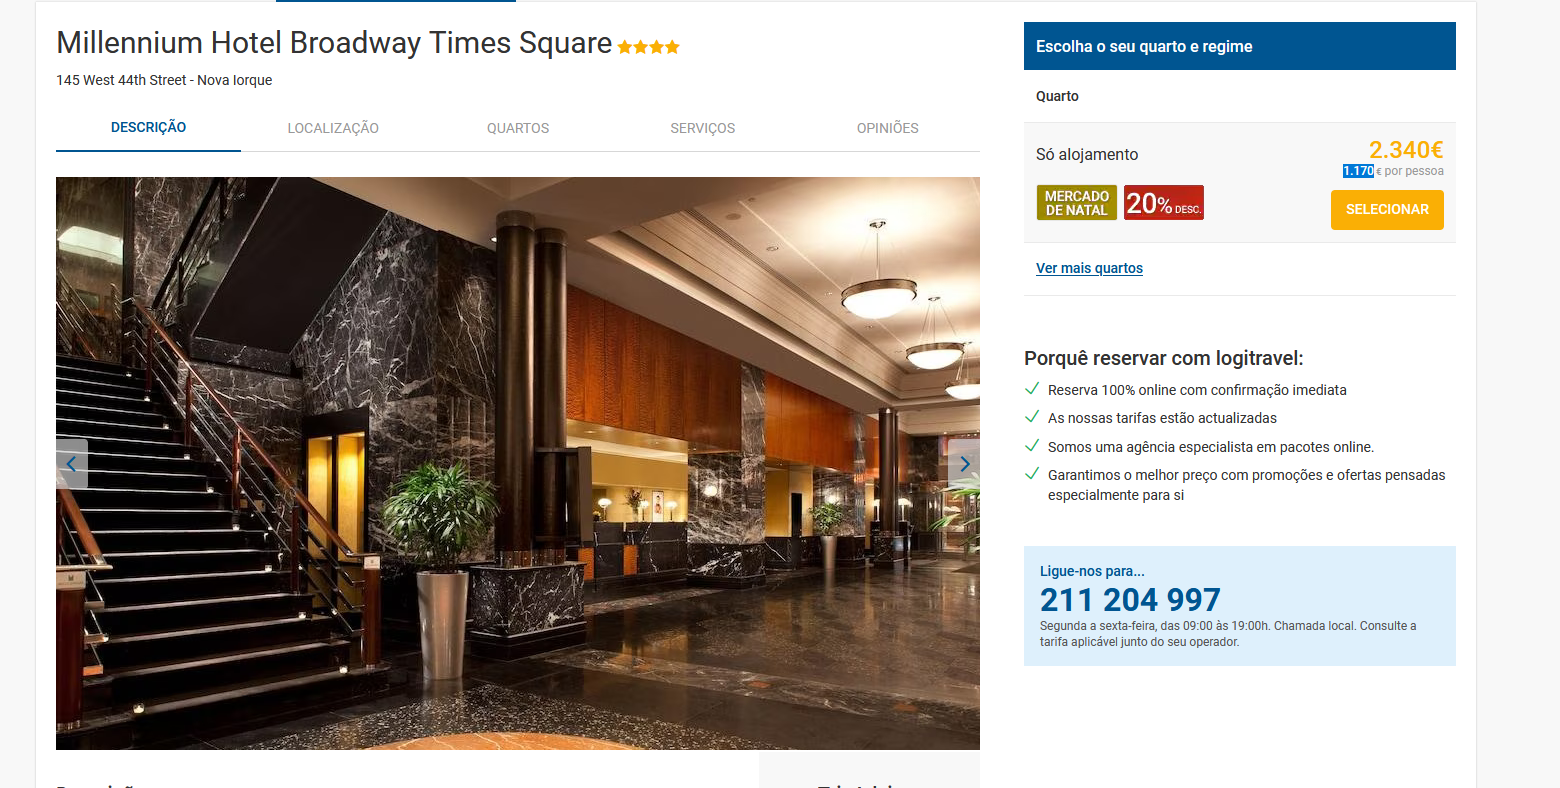 Millennium Hotel Broadway Times Square
145 West 44th Street - Nova Iorque
DESCRIÇÃO
LOCALIZAÇÃO
QUARTOS
SERVIÇOS
OPINIÕES
Escolha o seu quarto e regime
Quarto
Só alojamento
2.340€
1.170 € por pessoa
MERCADO
DE NATAL
20% DESC.
SELECIONAR
Ver mais quartos
Porquê reservar com logitravel:
Reserva 100% online com confirmação imediata
As nossas tarifas estão actualizadas
Somos uma agência especialista em pacotes online.
Garantimos o melhor preço com promoções e ofertas pensadas
especialmente para si
Ligue-nos para...
211 204 997
Segunda a sexta-feira, das 09:00 às 19:00h. Chamada local. Consulte a
tarifa aplicável junto do seu operador.